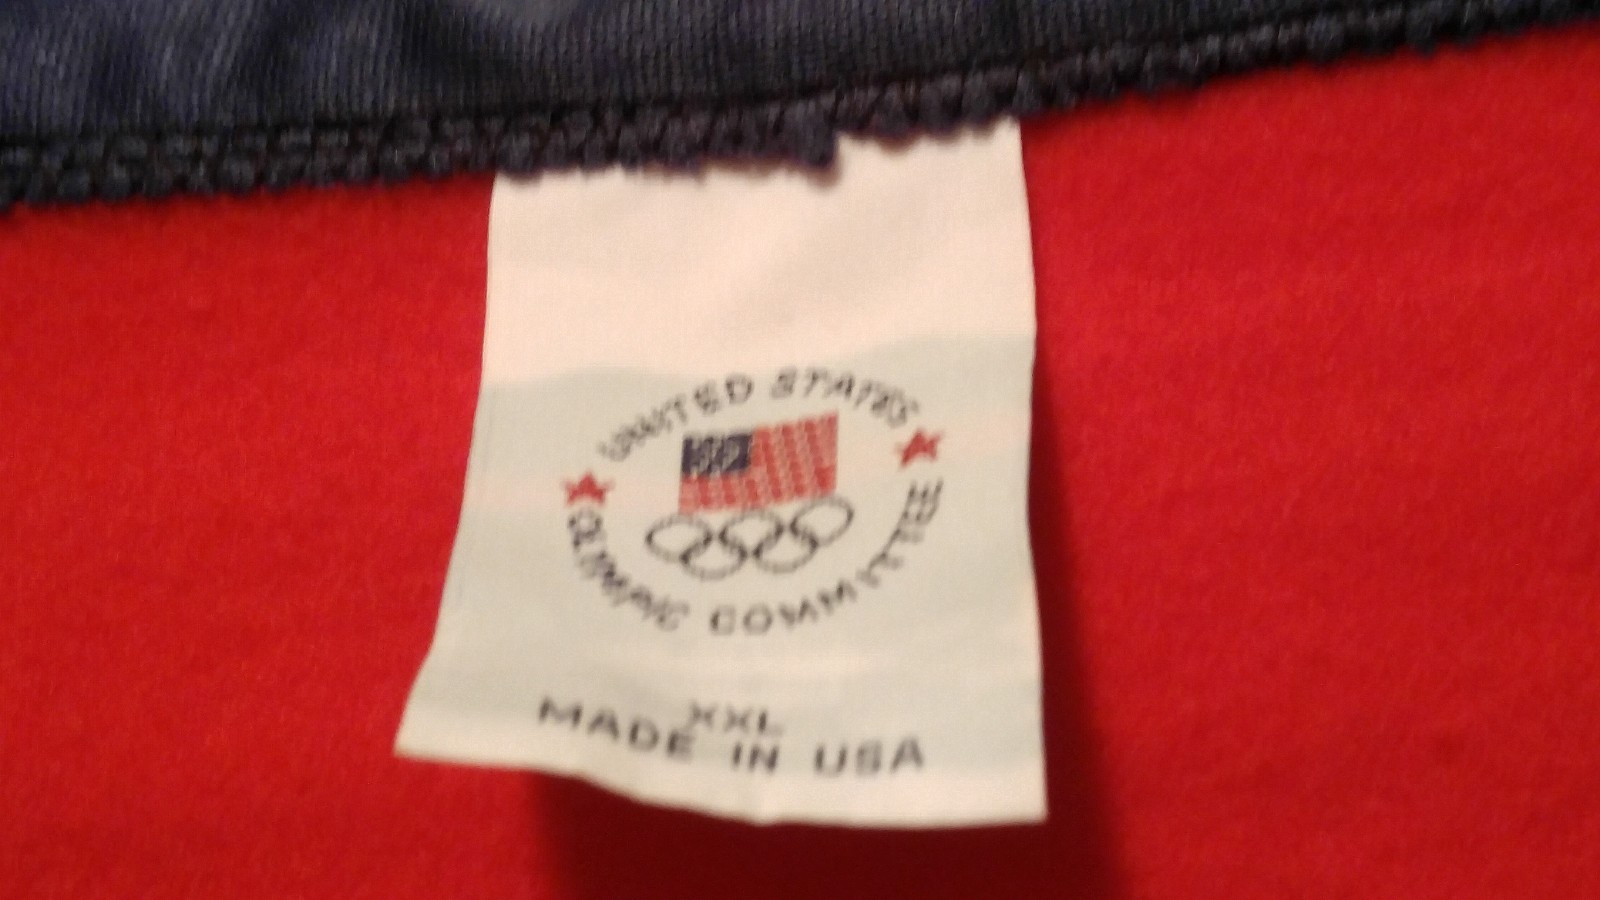 UNITED STATES
OLYMPIC COMMITTEE
XXL
MADE IN USA